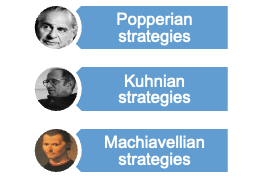 Popperian
strategies
Kuhnian
strategies
Machiavellian
strategies